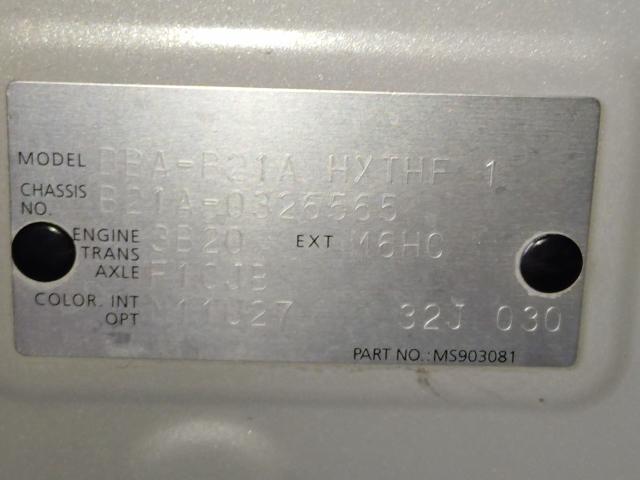 MODEL DBA-B21A HXTHF 1
CHASSIS NO. B21A-0326565
ENGINE 3B20 EXT M6HC
TRANS AXLE F1CJB
COLOR. INT OPT 32J 030
PART NO.:MS903081